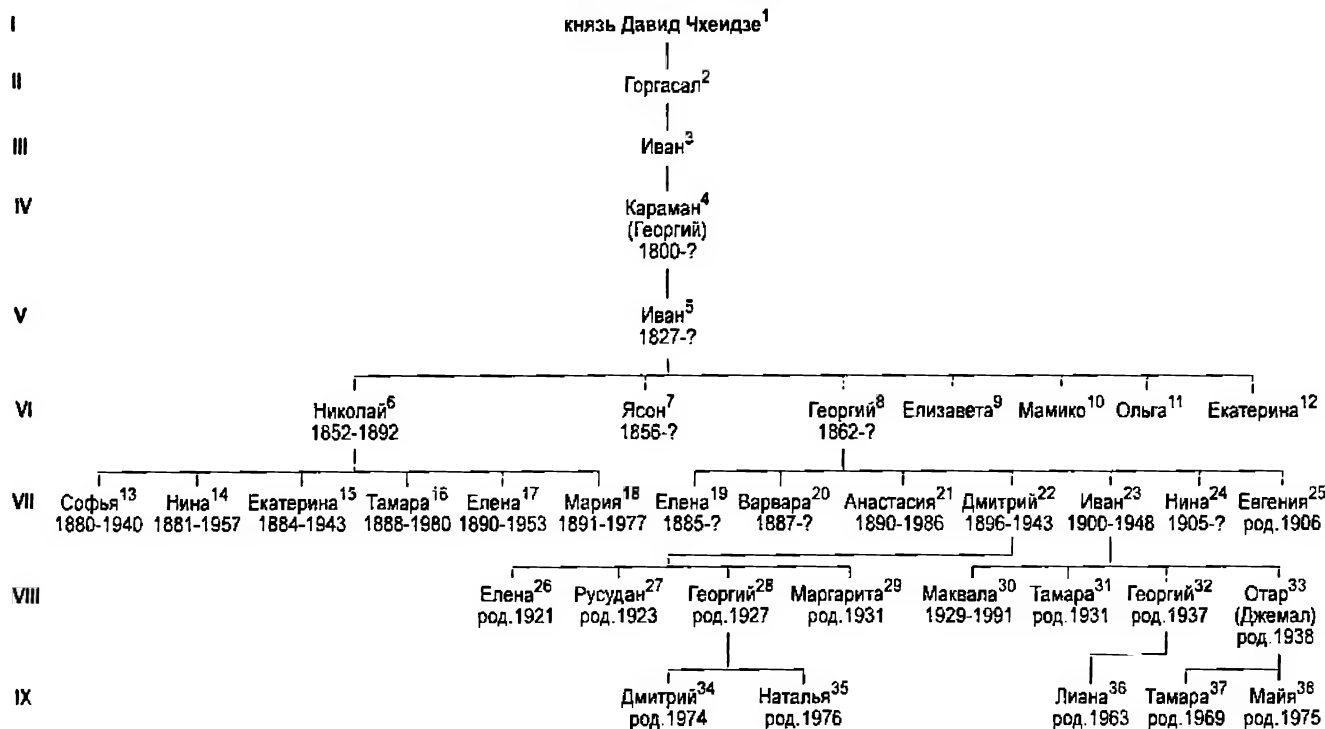 I князь Давид Чхеидзе¹
II Горгасал²
III Иван³
IV Караман⁴
(Георгий)
1800-?
V Иван⁵
1827-?
VI Николай⁶ Ясон⁷ Георгий⁸ Елизавета⁹ Мамико¹⁰ Ольга¹¹ Екатерина¹²
1852-1892 1856-? 1862-?
VII Софья¹³ Нина¹⁴ Екатерина¹⁵ Тамара¹⁶ Елена¹⁷ Мария¹⁸ Елена¹⁹ Варвара²⁰ Анастасия²¹ Дмитрий²² Иван²³ Нина²⁴ Евгения²⁵
1880-1940 1881-1957 1884-1943 1888-1980 1890-1953 1891-1977 1885-? 1887-? 1890-1986 1896-1943 1900-1948 1905-? род.1906
VIII Елена²⁶ Русудан²⁷ Георгий²⁸ Маргарита²⁹ Маквала³⁰ Тамара³¹ Георгий³² Отар³³
род.1921 род.1923 род.1927 род.1931 1929-1991 род.1931 род.1937 (Джемал)
род.1938
IX Дмитрий³⁴ Наталья³⁵ Лиана³⁶ Тамара³⁷ Майя³⁸
род.1974 род.1976 род.1963 род.1969 род.1975